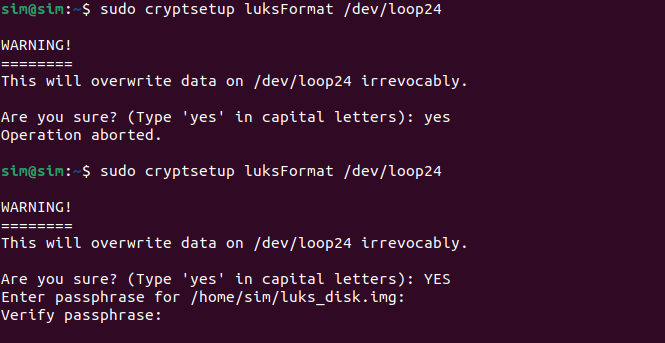 sim@sim:~$ sudo cryptsetup luksFormat /dev/loop24
WARNING!
========
This will overwrite data on /dev/loop24 irrevocably.
Are you sure? (Type 'yes' in capital letters): yes
Operation aborted.
sim@sim:~$ sudo cryptsetup luksFormat /dev/loop24
WARNING!
========
This will overwrite data on /dev/loop24 irrevocably.
Are you sure? (Type 'yes' in capital letters): YES
Enter passphrase for /home/sim/luks_disk.img:
Verify passphrase: